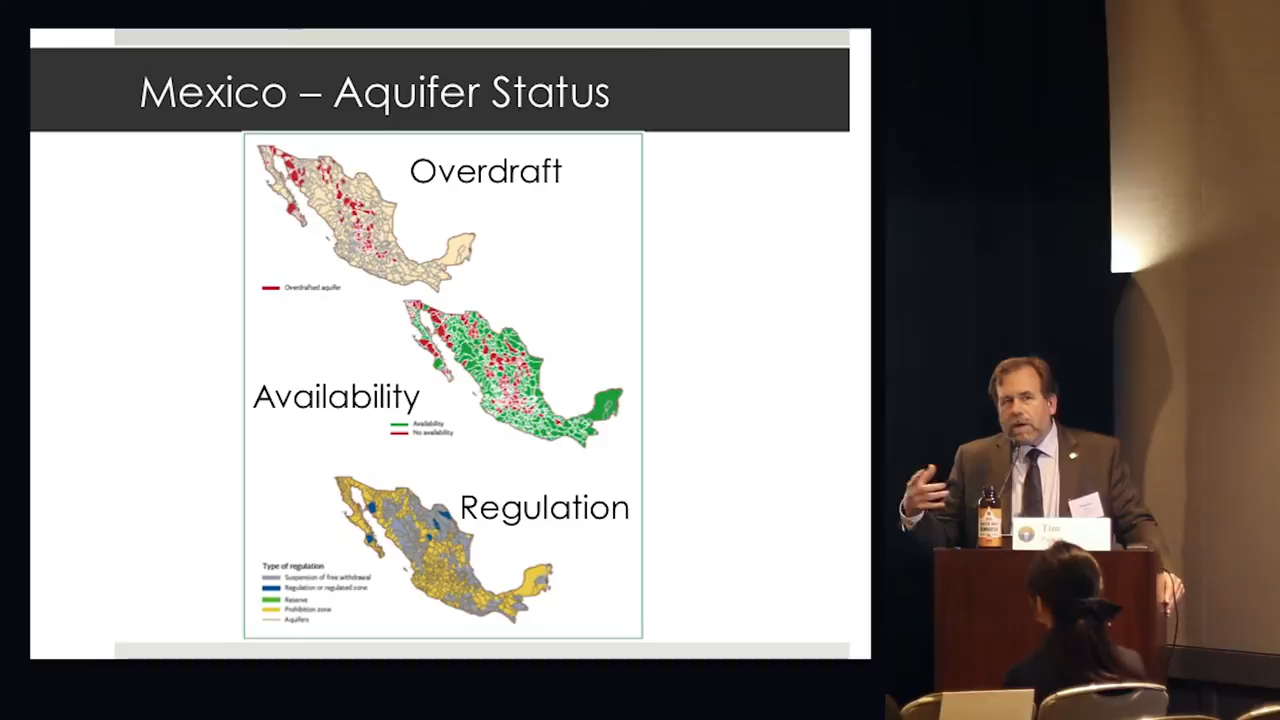 Mexico – Aquifer Status
Overdraft
Overdrafted aquifer
Availability
Availability
No availability
Regulation
Type of regulation
Suspension of free withdrawal
Regulation or regulated zone
Reserve
Prohibition zone
Aquifers
Tim